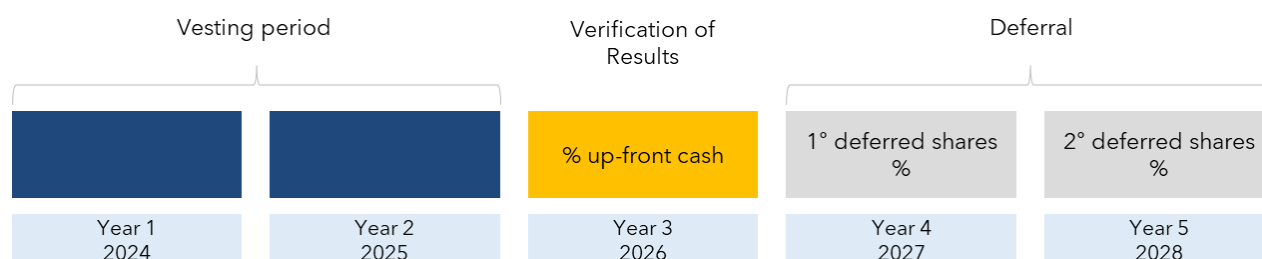 Vesting period
Verification of
Results
Deferral
% up-front cash
1° deferred shares
%
2° deferred shares
%
Year 1
2024
Year 2
2025
Year 3
2026
Year 4
2027
Year 5
2028